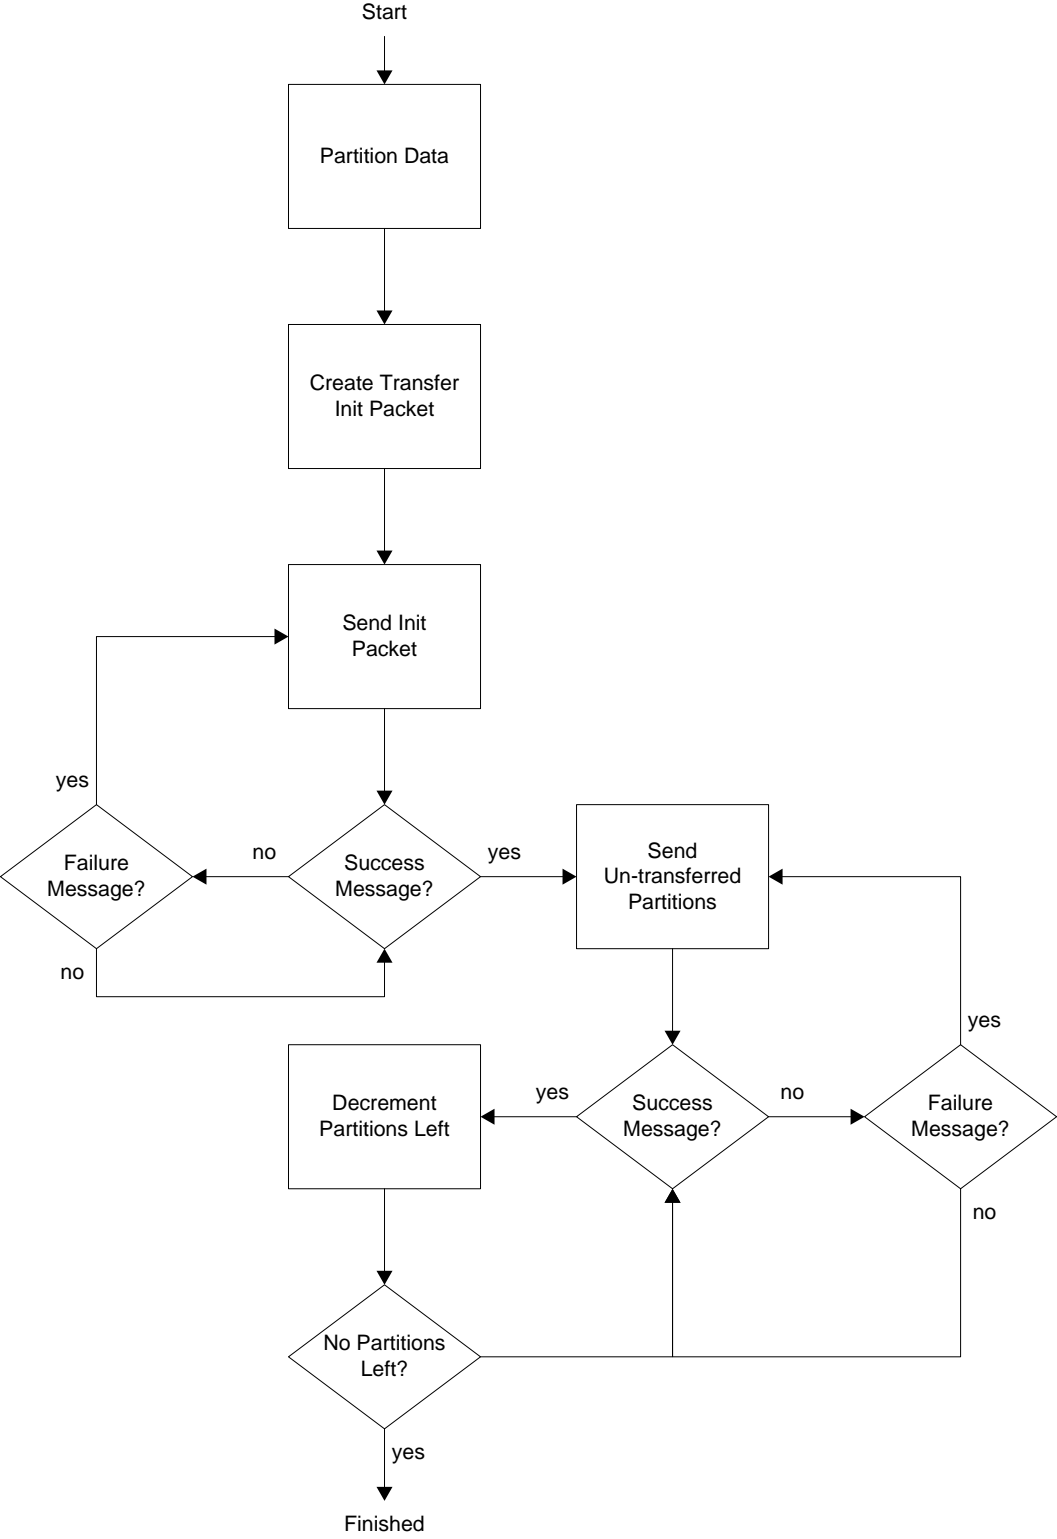 Start
Partition Data
Create Transfer
Init Packet
Send Init
Packet
yes
Failure
Message?
no
Success
Message?
yes
Send
Un-transferred
Partitions
no
yes
Decrement
Partitions Left
yes
Success
Message?
no
Failure
Message?
no
No Partitions
Left?
yes
Finished